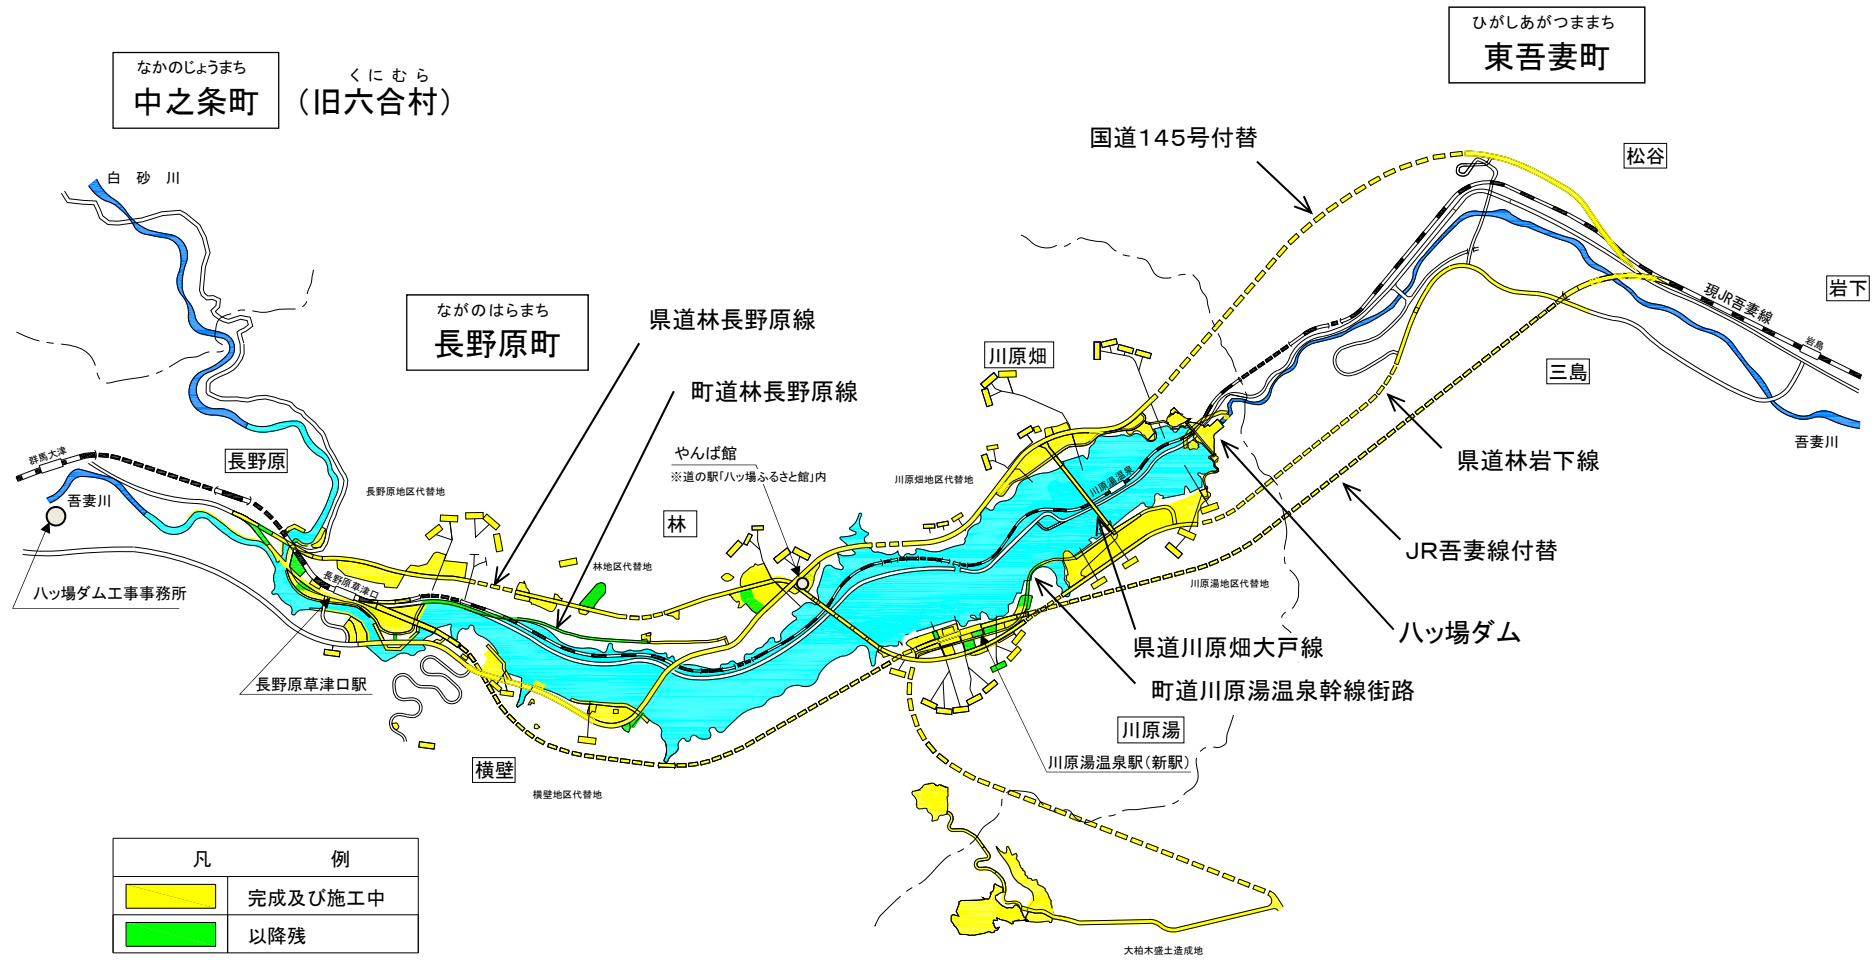 ひがしあがつままち
東吾妻町
なかのじょうまち
中之条町
くにむら
（旧六合村）
国道145号付替
松谷
白砂川
岩下
現JR吾妻線
岩島
ながのはらまち
長野原町
県道林長野原線
川原畑
三島
町道林長野原線
吾妻川
やんば館
※道の駅「八ッ場ふるさと館」内
長野原
群馬大津
県道林岩下線
川原湯温泉
川原畑地区代替地
長野原地区代替地
吾妻川
林
JR吾妻線付替
林地区代替地
川原湯地区代替地
長野原草津口
八ッ場ダム工事事務所
八ッ場ダム
県道川原畑大戸線
長野原草津口駅
町道川原湯温泉幹線街路
川原湯
川原湯温泉駅(新駅)
横壁
横壁地区代替地
凡例
完成及び施工中
以降残
大柏木盛土造成地